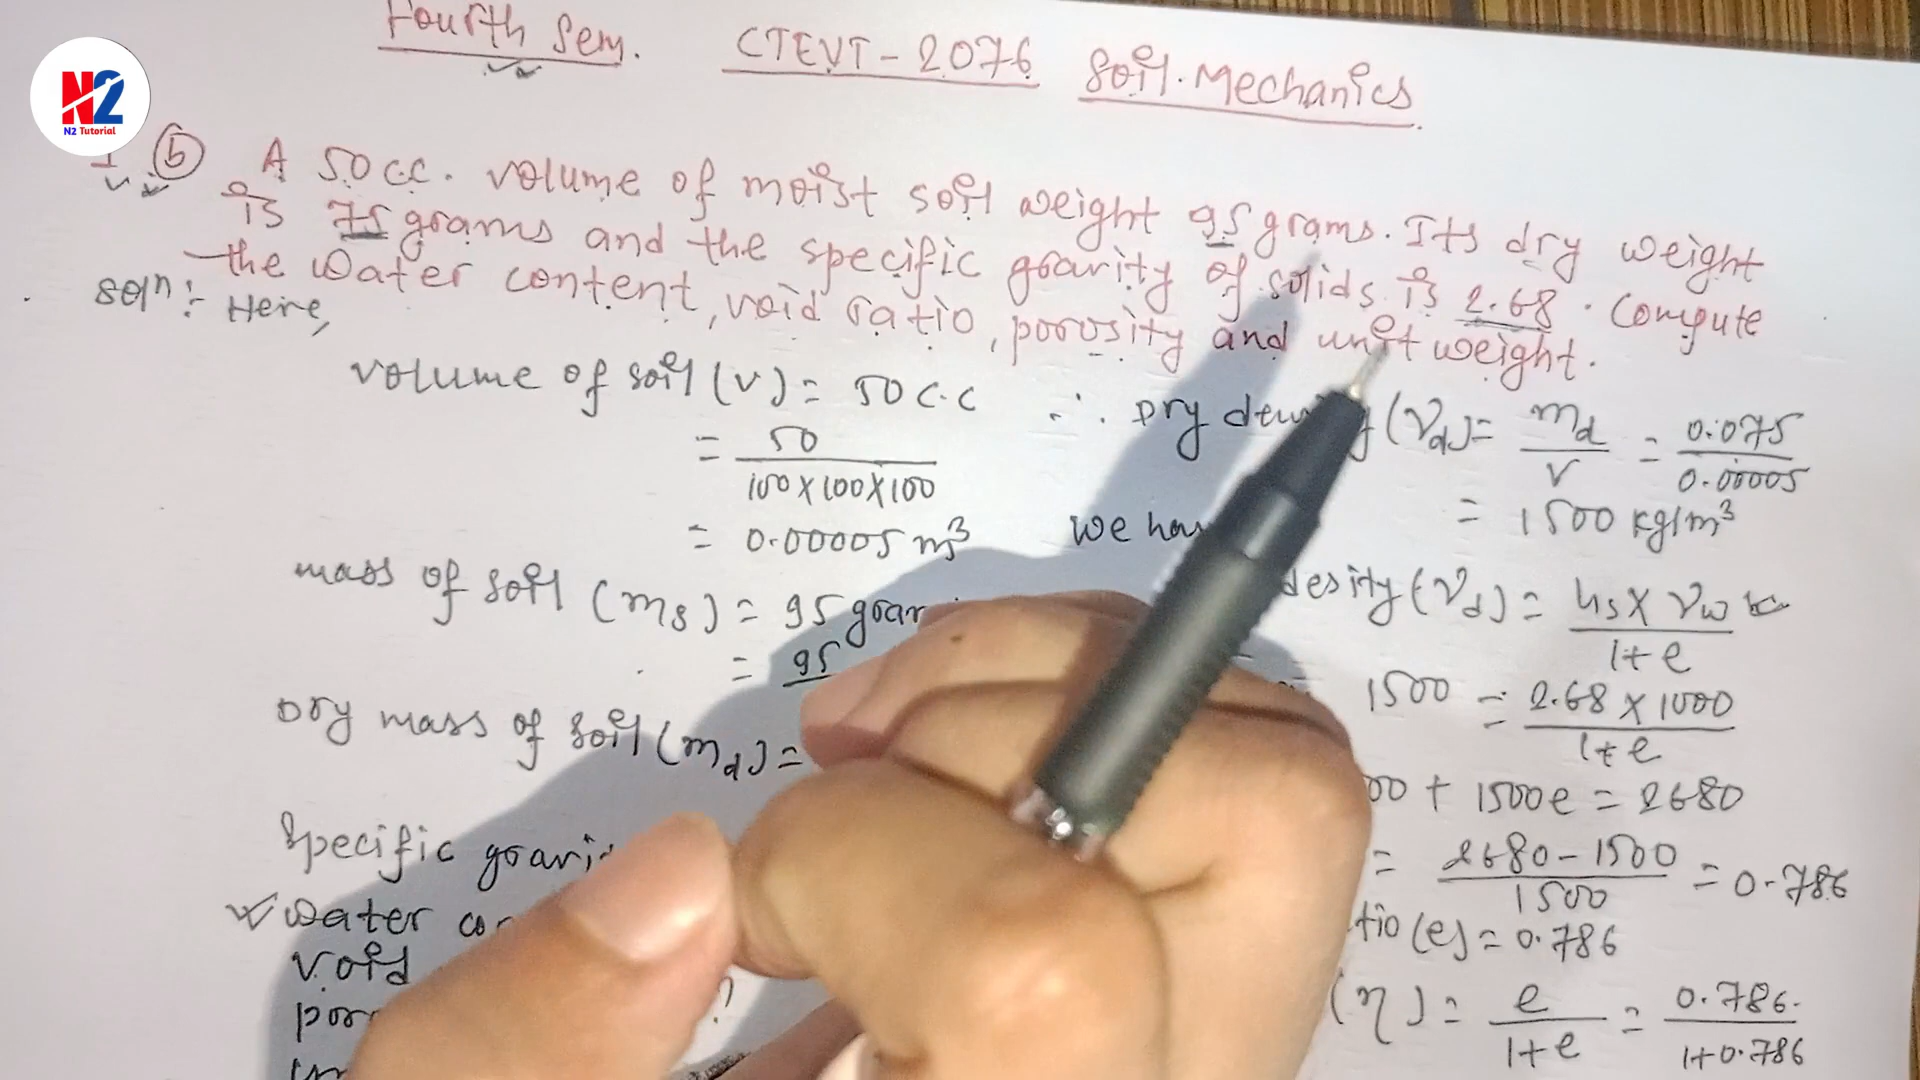 Fourth Sem. CTEVT - 2076 Soil. Mechanics
N2
N2 Tutorial
1 b A 50 c.c. volume of moist soil weight 95 grams. Its dry weight
is 75 grams and the specific gravity of solids is 2.68. Compute
the water content, void ratio, porosity and unit weight.
Soln :- Here,
volume of soil (v) = 50 c.c
= 50 / 100 x 100 x 100
= 0.00005 m³
mass of soil (ms) = 95
= 95
Dry mass of soil (md) =
Specific
water
void
?
∴ Dry (γd) = md / v = 0.075 / 0.00005
= 1500 kg/m³
We
(γd) = Gs x γw / 1+e
1500 = 2.68 x 1000 / 1+e
+ 1500e = 2680
= 2680 - 1500 / 1500 = 0.786
(e) = 0.786
(η) = e / 1+e = 0.786 / 1+0.786